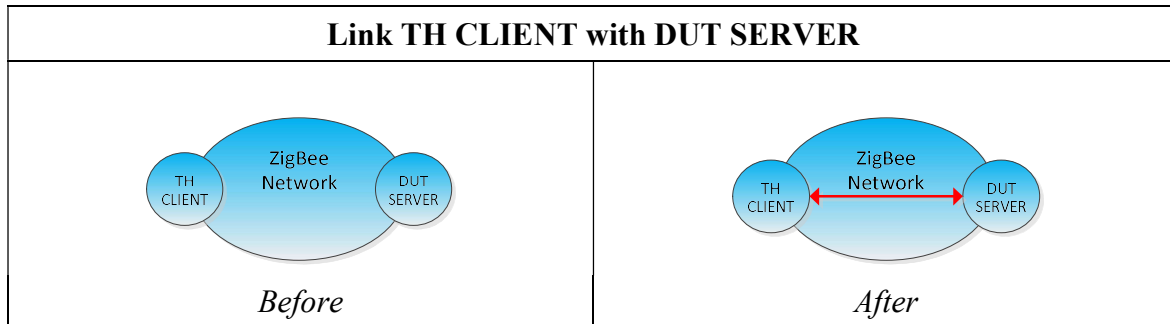 Link TH CLIENT with DUT SERVER
ZigBee
Network
TH
CLIENT
DUT
SERVER
Before
ZigBee
Network
TH
CLIENT
DUT
SERVER
After